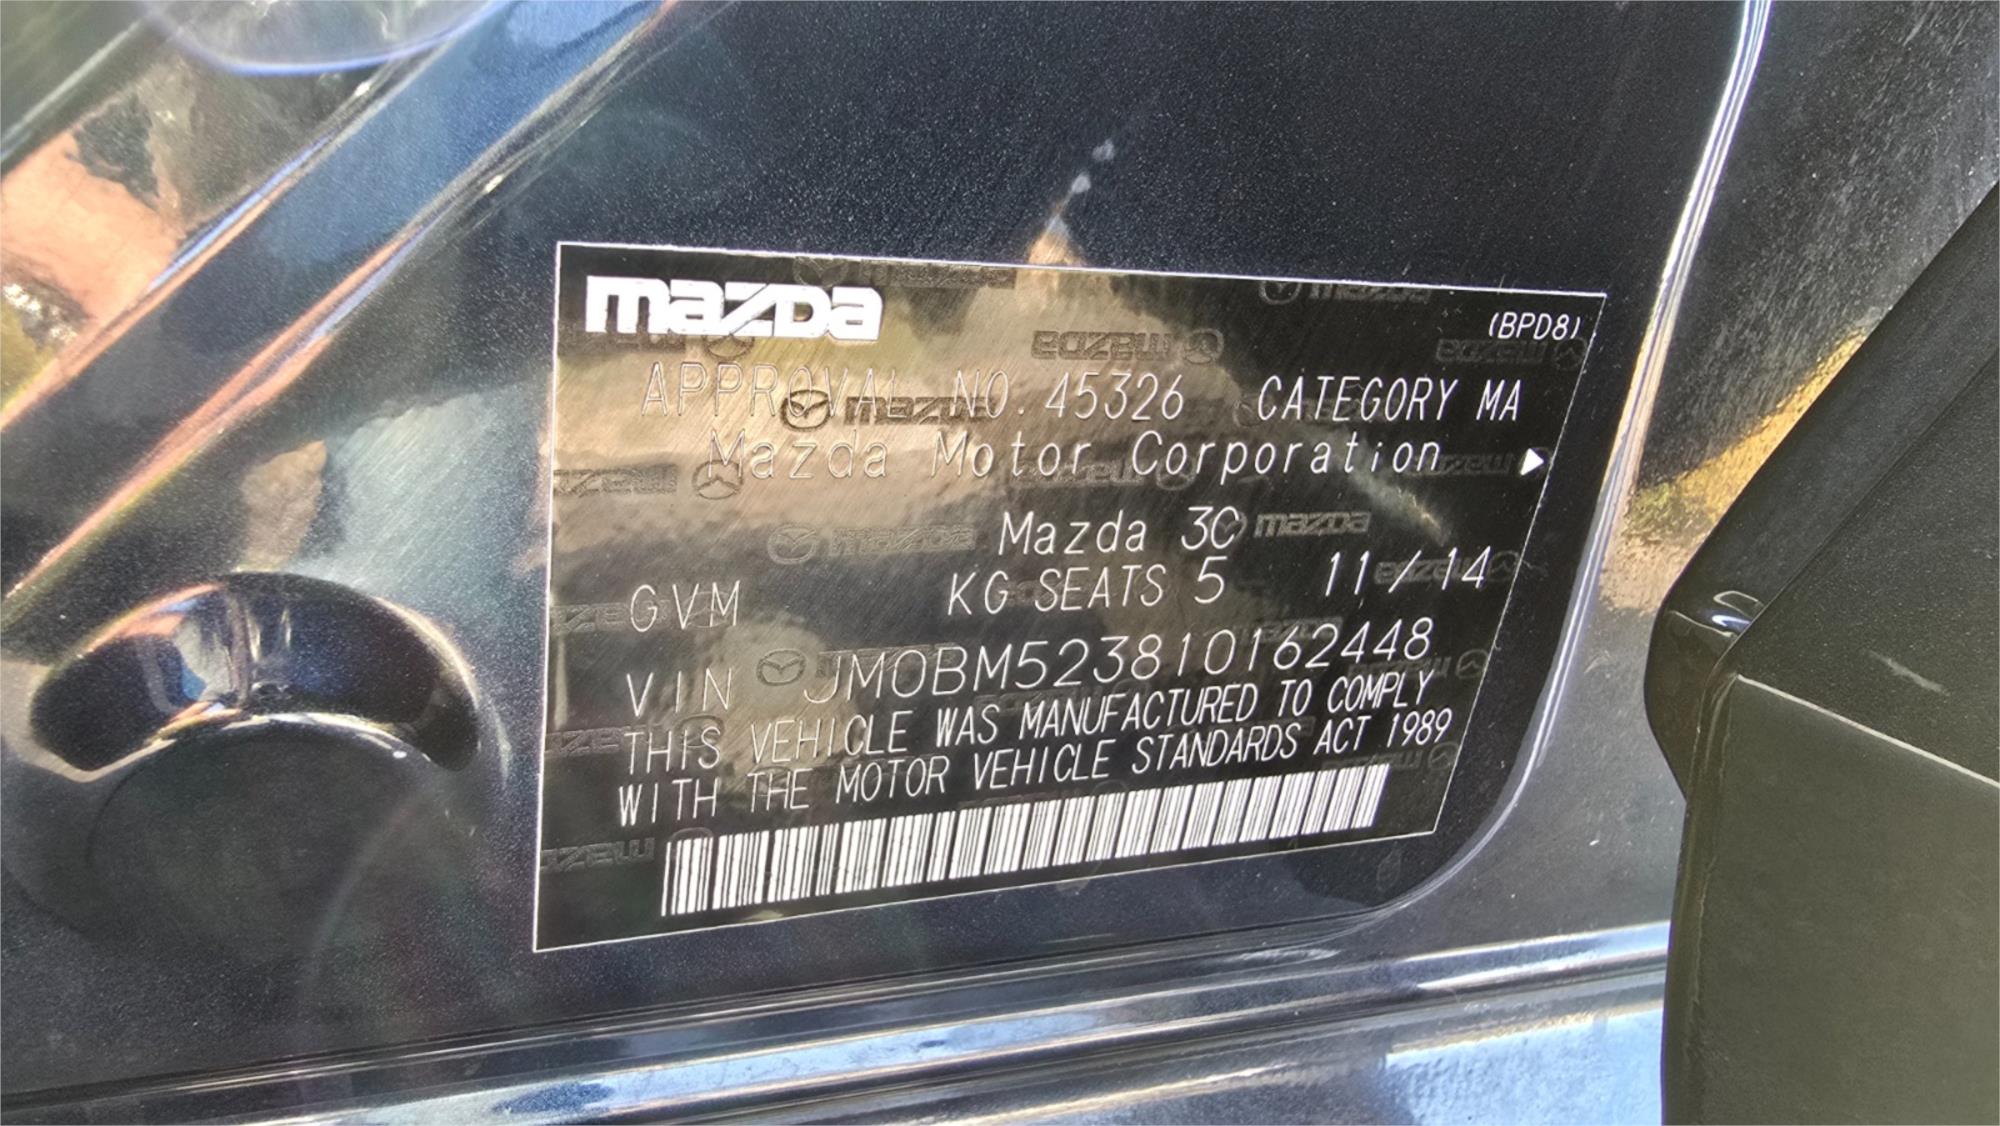 mazda
(BPD8)
APPROVAL NO. 45326 CATEGORY MA
Mazda Motor Corporation
Mazda 3C
GVM KG SEATS 5 11/14
VIN JM0BM523810162448
THIS VEHICLE WAS MANUFACTURED TO COMPLY
WITH THE MOTOR VEHICLE STANDARDS ACT 1989